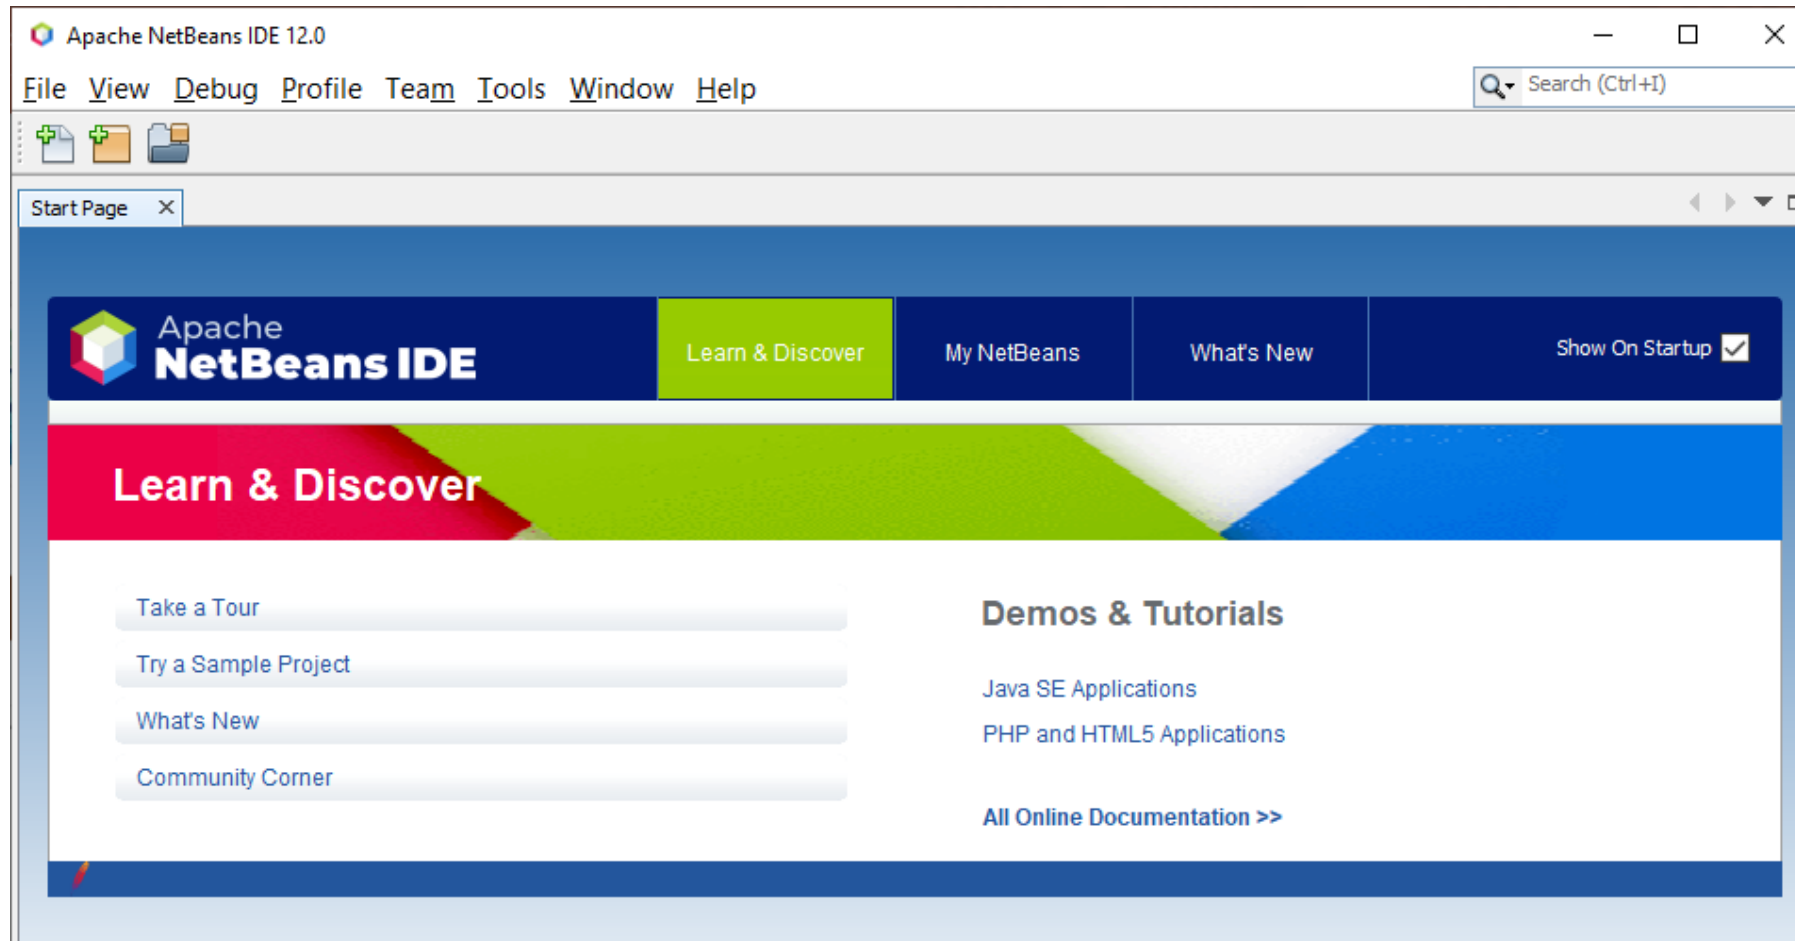 Apache NetBeans IDE 12.0
File View Debug Profile Team Tools Window Help
Search (Ctrl+I)
Start Page
Apache
NetBeans IDE
Learn & Discover
My NetBeans
What's New
Show On Startup
Learn & Discover
Take a Tour
Try a Sample Project
What's New
Community Corner
Demos & Tutorials
Java SE Applications
PHP and HTML5 Applications
All Online Documentation >>